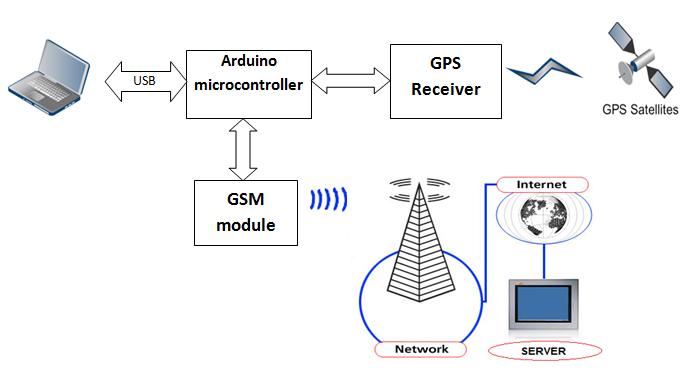 USB
Arduino
microcontroller
GPS
Receiver
GPS Satellites
GSM
module
Internet
Network
SERVER